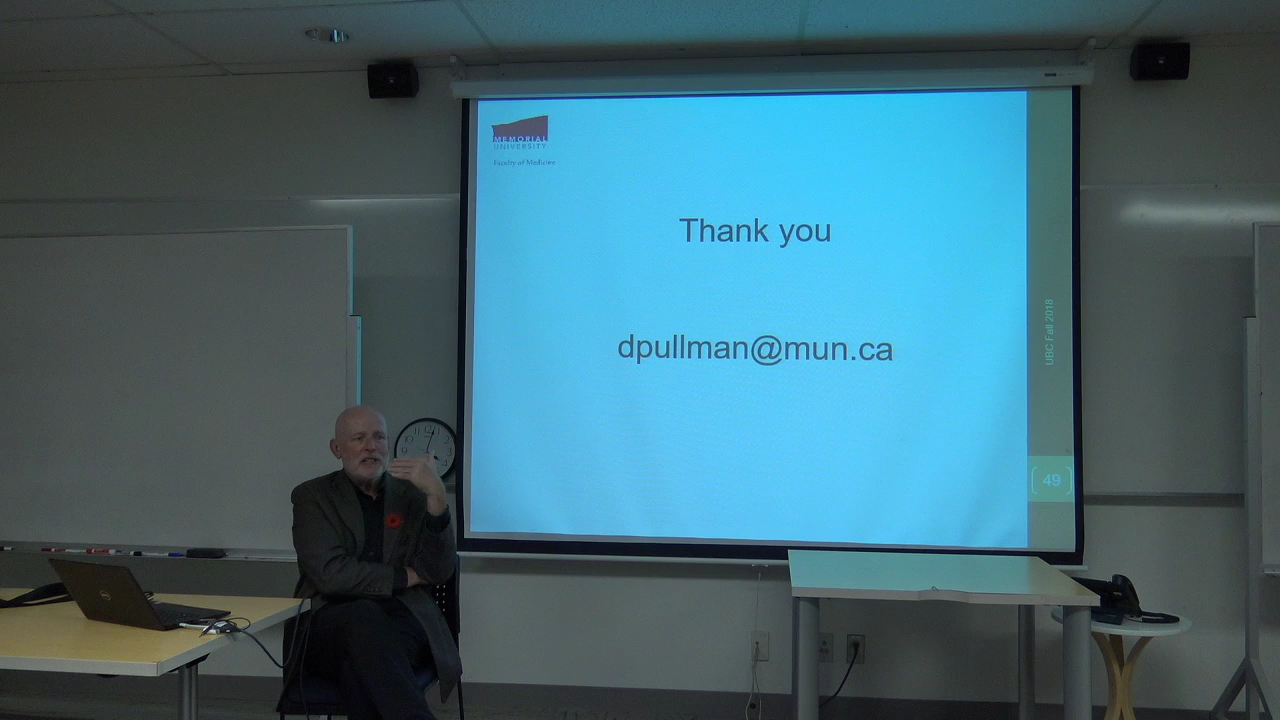 MEMORIAL
UNIVERSITY
Faculty of Medicine
Thank you
dpullman@mun.ca
UBC Fall 2018
49